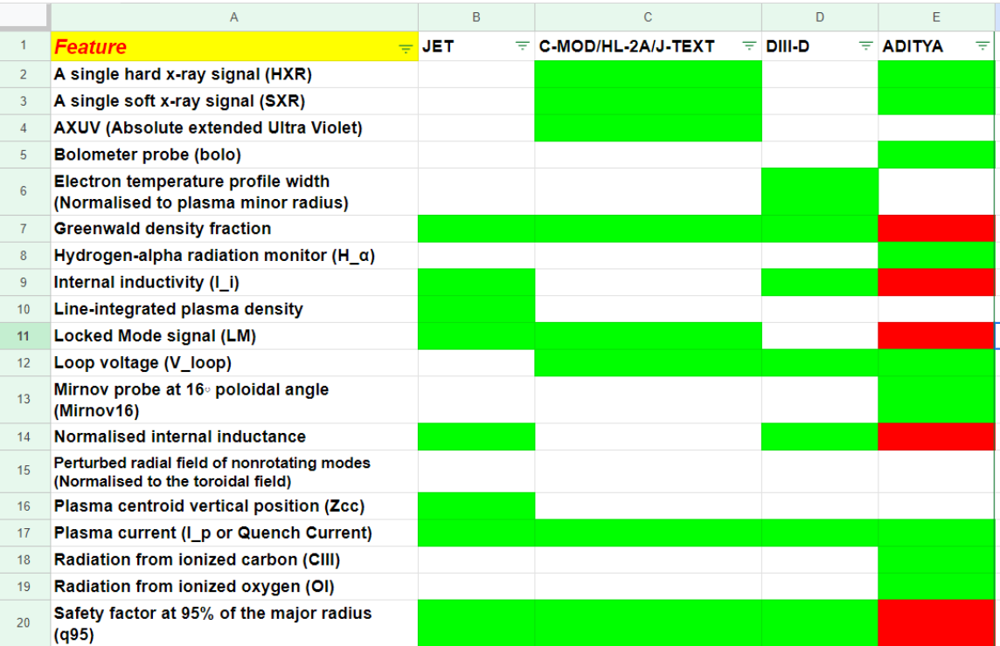 A B C D E
1 Feature JET C-MOD/HL-2A/J-TEXT DIII-D ADITYA
2 A single hard x-ray signal (HXR)
3 A single soft x-ray signal (SXR)
4 AXUV (Absolute extended Ultra Violet)
5 Bolometer probe (bolo)
6 Electron temperature profile width
(Normalised to plasma minor radius)
7 Greenwald density fraction
8 Hydrogen-alpha radiation monitor (H_α)
9 Internal inductivity (l_i)
10 Line-integrated plasma density
11 Locked Mode signal (LM)
12 Loop voltage (V_loop)
13 Mirnov probe at 16◦ poloidal angle
(Mirnov16)
14 Normalised internal inductance
15 Perturbed radial field of nonrotating modes
(Normalised to the toroidal field)
16 Plasma centroid vertical position (Zcc)
17 Plasma current (I_p or Quench Current)
18 Radiation from ionized carbon (CIII)
19 Radiation from ionized oxygen (OI)
20 Safety factor at 95% of the major radius
(q95)